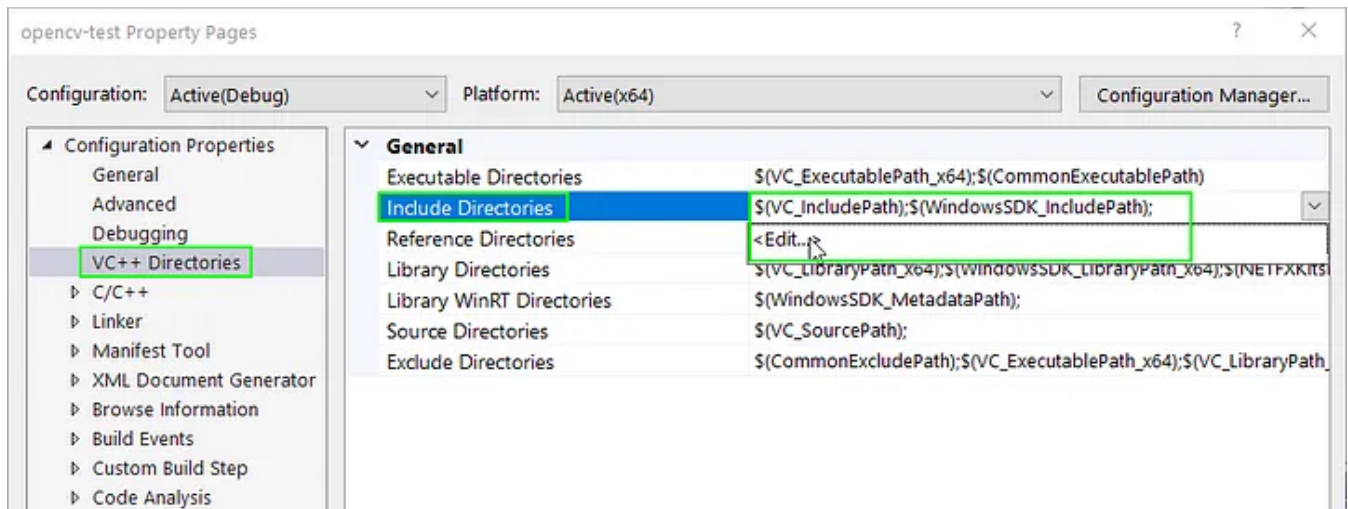 opencv-test Property Pages
Configuration: Active(Debug) Platform: Active(x64) Configuration Manager...
Configuration Properties
General
Advanced
Debugging
VC++ Directories
C/C++
Linker
Manifest Tool
XML Document Generator
Browse Information
Build Events
Custom Build Step
Code Analysis
General
Executable Directories $(VC_ExecutablePath_x64);$(CommonExecutablePath)
Include Directories $(VC_IncludePath);$(WindowsSDK_IncludePath);
Reference Directories <Edit...>
Library Directories $(VC_LibraryPath_x64);$(WindowsSDK_LibraryPath_x64);$(NETFXKits
Library WinRT Directories $(WindowsSDK_MetadataPath);
Source Directories $(VC_SourcePath);
Exclude Directories $(CommonExcludePath);$(VC_ExecutablePath_x64);$(VC_LibraryPath_